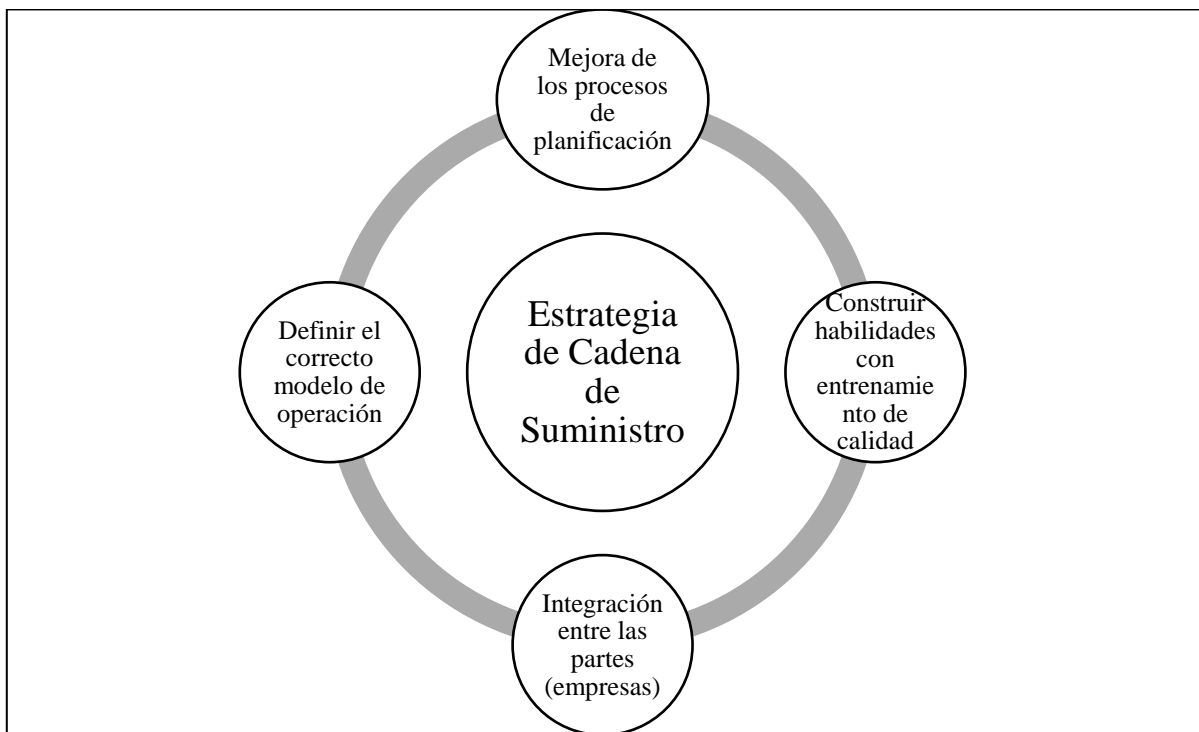 Mejora de
los procesos
de
planificación
Definir el
correcto
modelo de
operación
Estrategia
de Cadena
de
Suministro
Construir
habilidades
con
entrenamie
nto de
calidad
Integración
entre las
partes
(empresas)